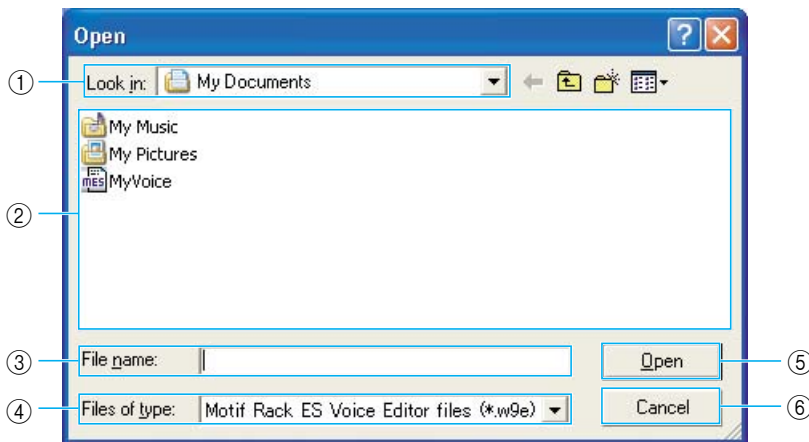 Open
① Look in: My Documents
② My Music
My Pictures
MES MyVoice
③ File name: Open ⑤
④ Files of type: Motif Rack ES Voice Editor files (*.w9e) Cancel ⑥